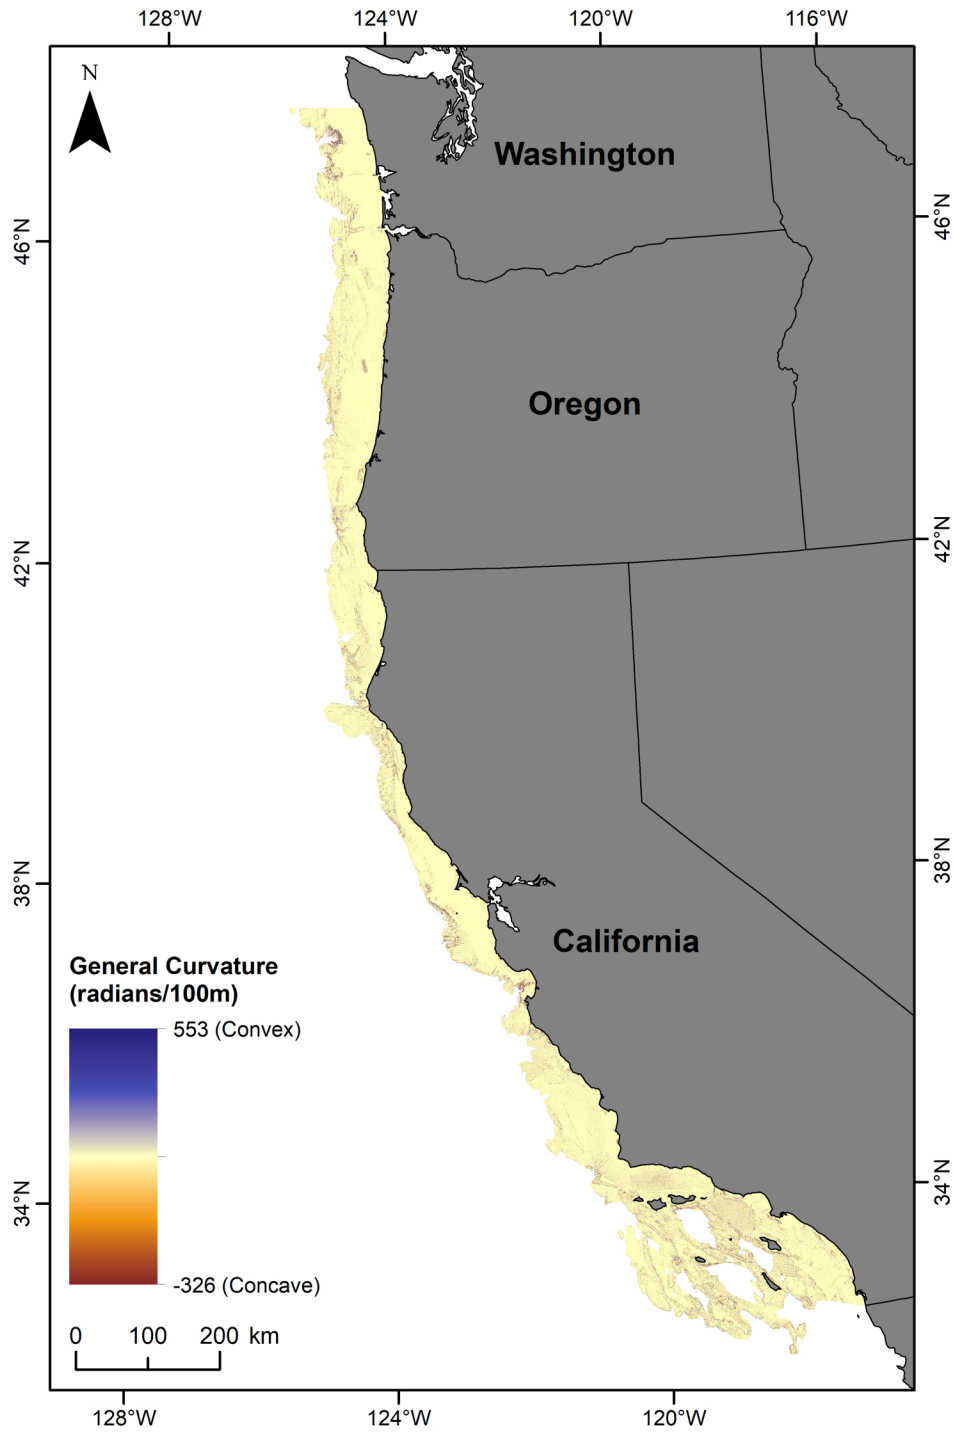 128°W 124°W 120°W 116°W
N
Washington
46°N 46°N
Oregon
42°N 42°N
38°N 38°N
California
General Curvature
(radians/100m)
553 (Convex)
34°N 34°N
-326 (Concave)
0 100 200 km
128°W 124°W 120°W